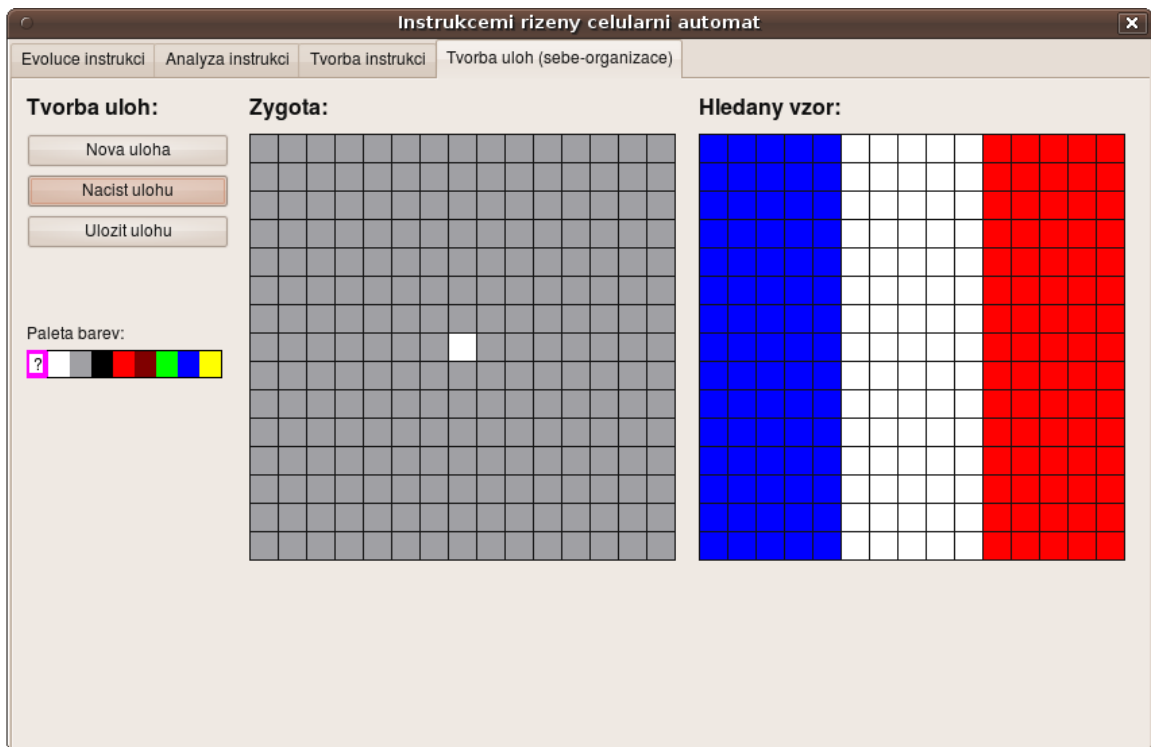 Instrukcemi rizeny celularni automat
Evoluce instrukci Analyza instrukci Tvorba instrukci Tvorba uloh (sebe-organizace)
Tvorba uloh: Zygota: Hledany vzor:
Nova uloha
Nacist ulohu
Ulozit ulohu
Paleta barev:
?